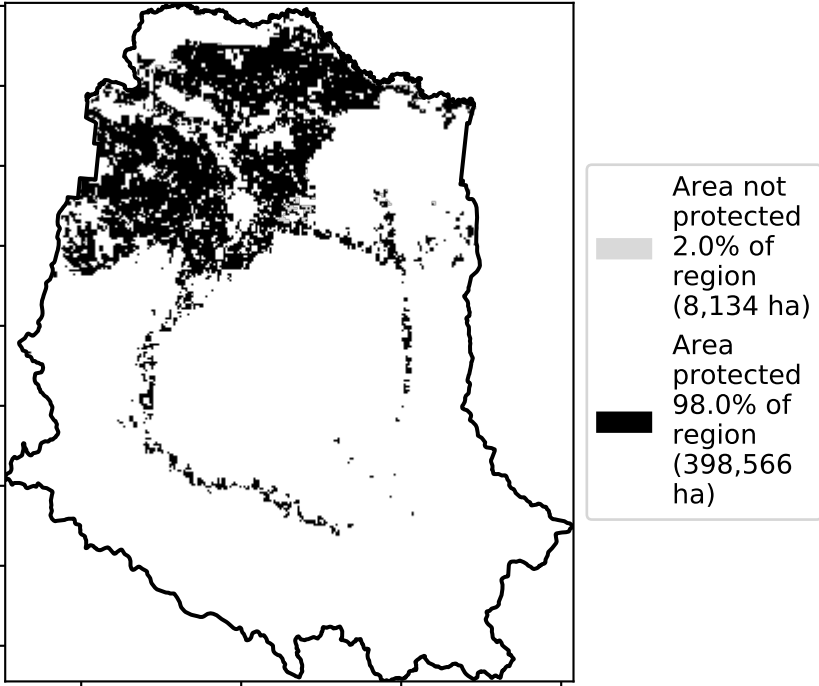 Area not
protected
2.0% of
region
(8,134 ha)
Area
protected
98.0% of
region
(398,566
ha)